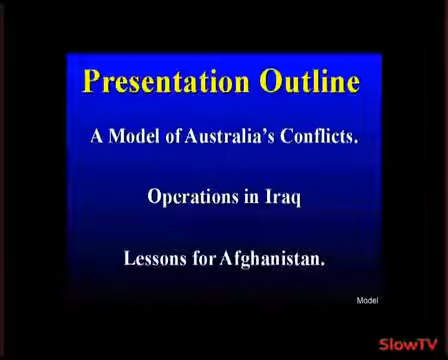 Presentation Outline
A Model of Australia's Conflicts.
Operations in Iraq
Lessons for Afghanistan.
Model
SlowTV